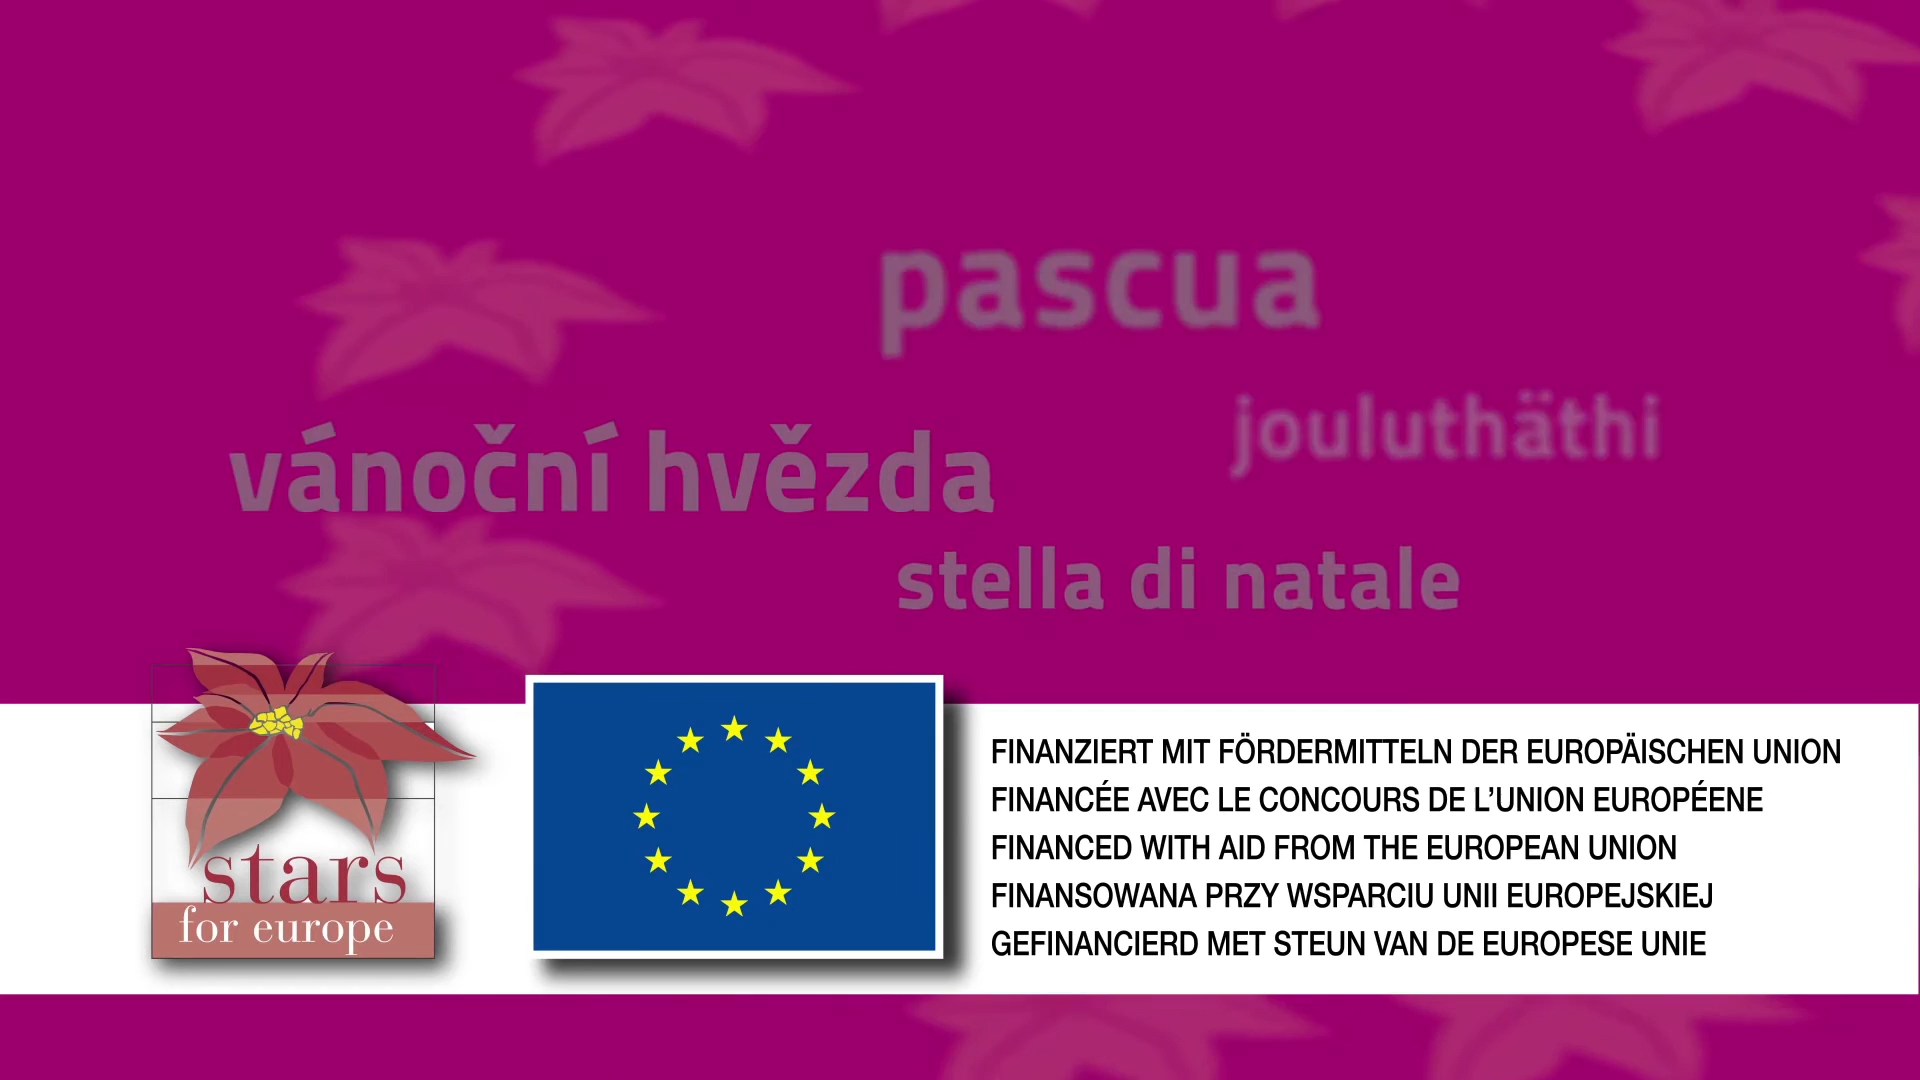 pascua
jouluthäthi
vánoční hvězda
stella di natale
stars
for europe
FINANZIERT MIT FÖRDERMITTELN DER EUROPÄISCHEN UNION
FINANCÉE AVEC LE CONCOURS DE L’UNION EUROPÉENE
FINANCED WITH AID FROM THE EUROPEAN UNION
FINANSOWANA PRZY WSPARCIU UNII EUROPEJSKIEJ
GEFINANCIERD MET STEUN VAN DE EUROPESE UNIE